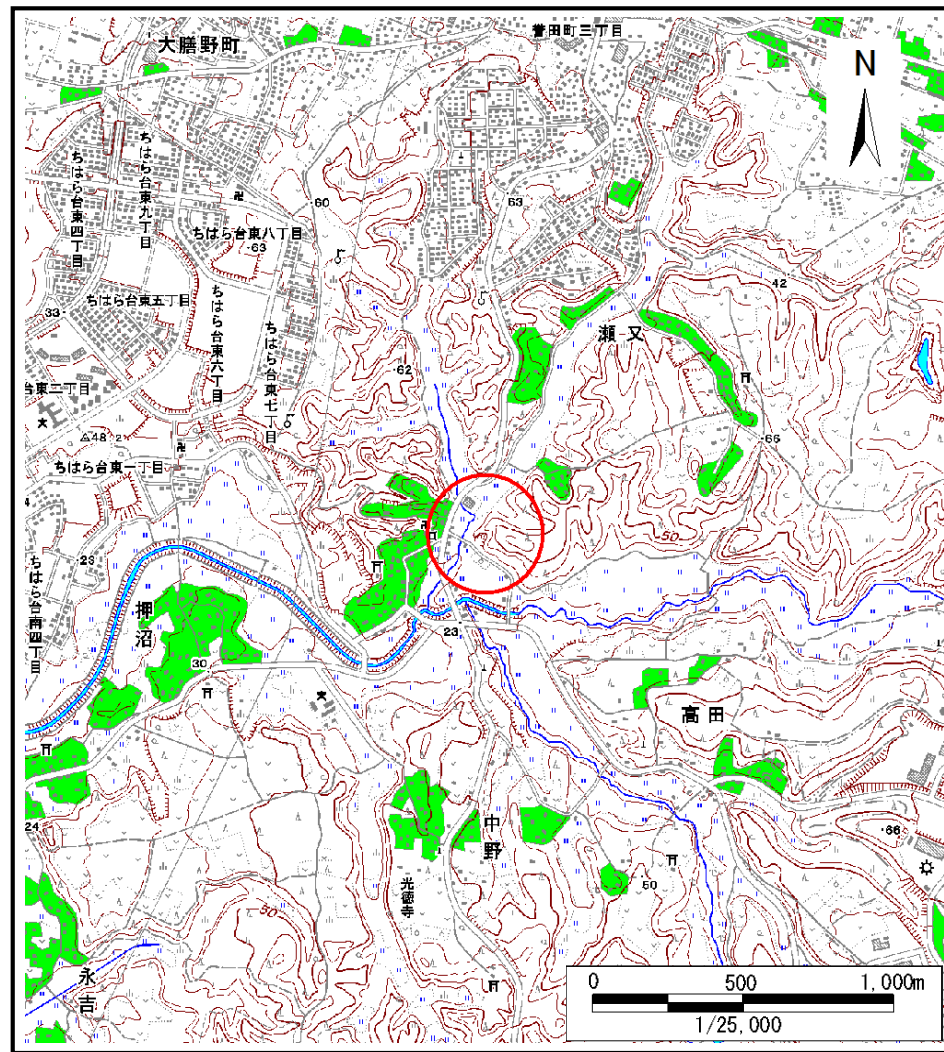 大膳野町
誉田町三丁目
N
ちはら台東四丁目
ちはら台東九丁目
60
63
ちはら台東八丁目
・63
42
33
ちはら台東五丁目
ちはら台東六丁目
ちはら台東七丁目
瀬又
・62
台東二丁目
48.2
・66
ちはら台東一丁目
50
23
ちはら台南四丁目
押沼
23
30
高田
24
中野
・66
50
光徳寺
50
永吉
0 500 1,000m
1/25,000